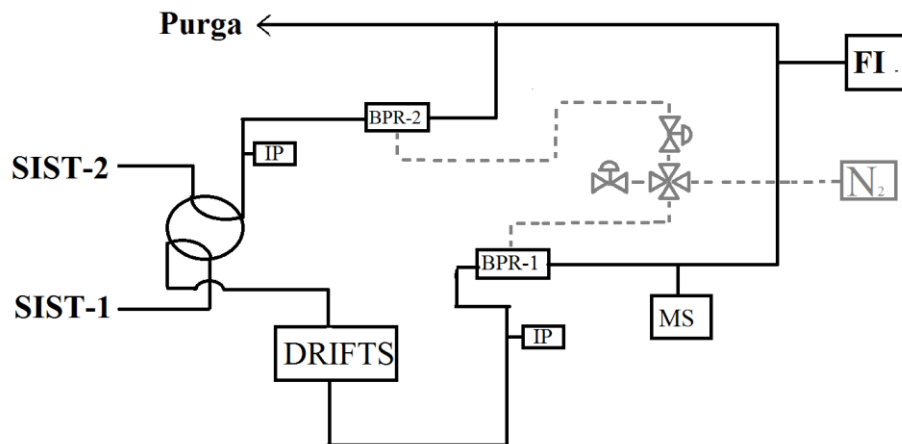 Purga
FI .
BPR-2
IP
SIST-2
N₂
BPR-1
SIST-1
MS
IP
DRIFTS